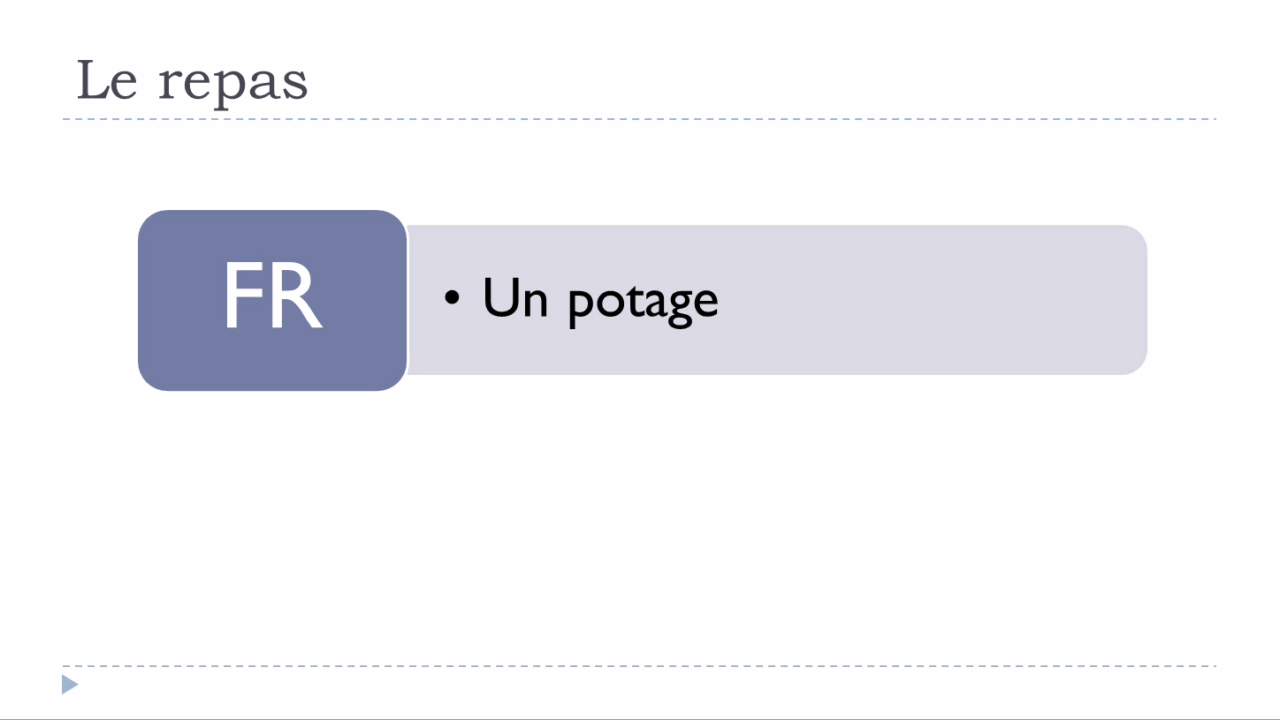 Le repas
FR
• Un potage